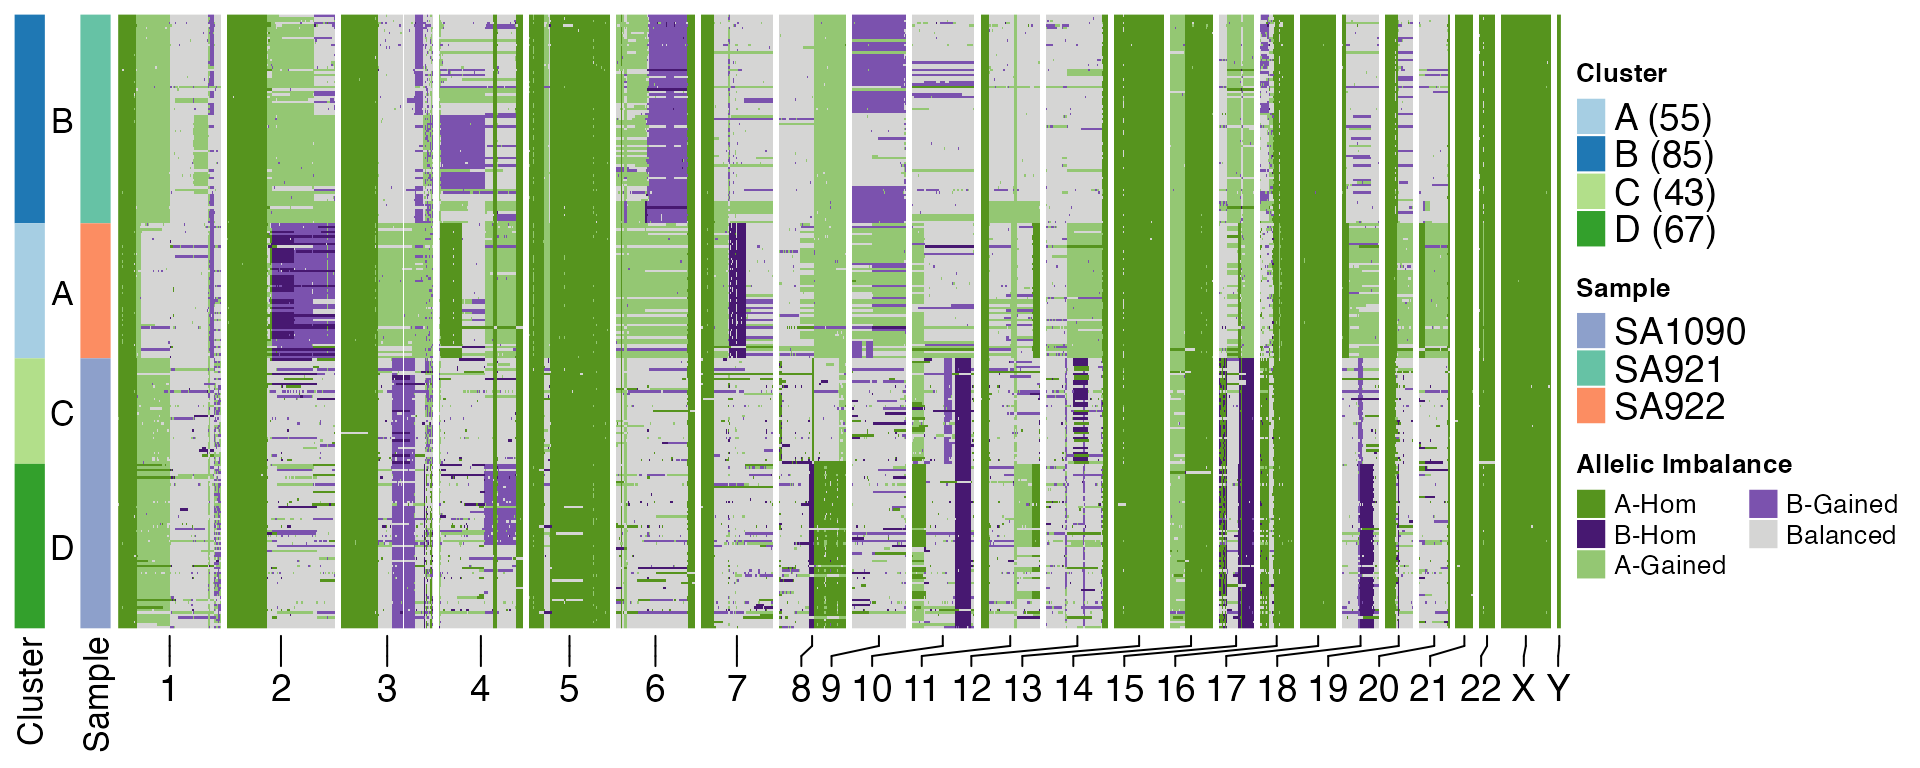 B
A
C
D
Cluster
Sample
1 2 3 4 5 6 7 8 9 10 11 12 13 14 15 16 17 18 19 20 21 22 X Y
Cluster
A (55)
B (85)
C (43)
D (67)
Sample
SA1090
SA921
SA922
Allelic Imbalance
A-Hom B-Gained
B-Hom Balanced
A-Gained